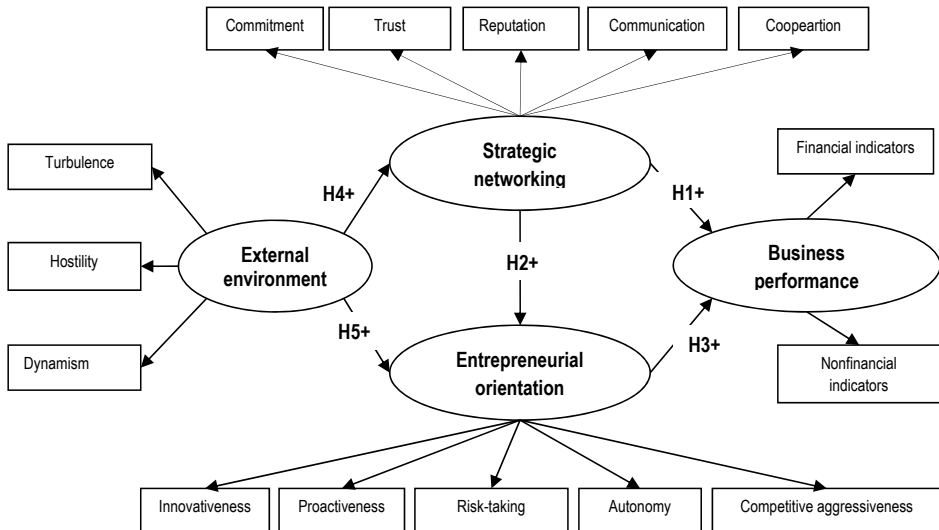 Commitment
Trust
Reputation
Communication
Coopeartion
Strategic
networking
Financial indicators
Turbulence
H4+
H1+
Hostility
External
environment
H2+
Business
performance
H5+
H3+
Dynamism
Entrepreneurial
orientation
Nonfinancial
indicators
Innovativeness
Proactiveness
Risk-taking
Autonomy
Competitive aggressiveness